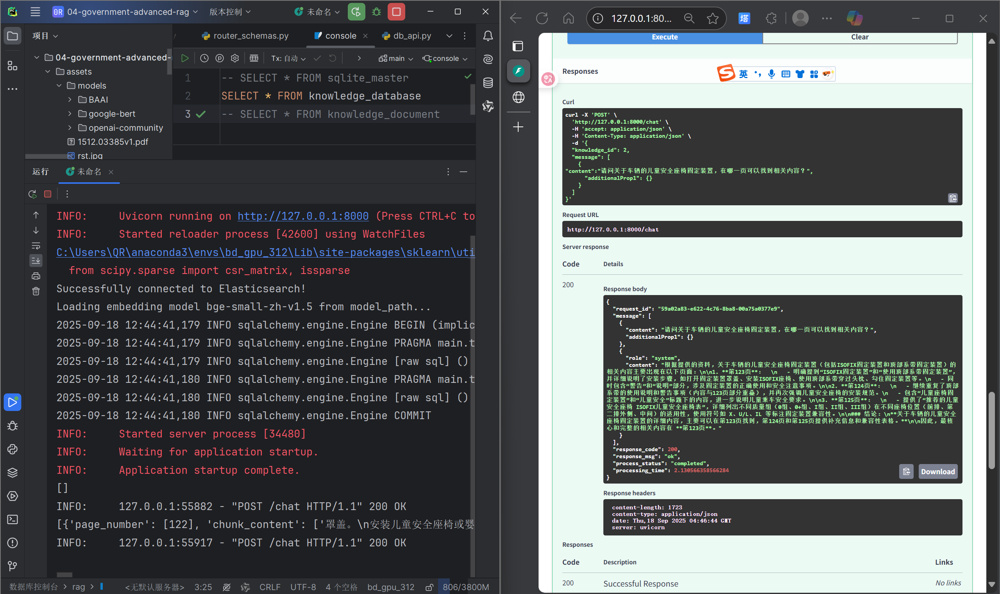 04-government-advanced-rag
版本控制
未命名
127.0.0.1:80...
项目
router_schemas.py
console
db_api.py
04-government-advanced-
assets
models
BAAI
google-bert
openai-community
1512.03385v1.pdf
rst.jpg
Tx: 自动
main
console
1 -- SELECT * FROM sqlite_master
2 SELECT * FROM knowledge_database
3 -- SELECT * FROM knowledge_document
运行
未命名
INFO: Uvicorn running on http://127.0.0.1:8000 (Press CTRL+C to
INFO: Started reloader process [42600] using WatchFiles
C:\Users\QR\anaconda3\envs\bd_gpu_312\Lib\site-packages\sklearn\uti
from scipy.sparse import csr_matrix, issparse
Successfully connected to Elasticsearch!
Loading embedding model bge-small-zh-v1.5 from model_path...
2025-09-18 12:44:41,179 INFO sqlalchemy.engine.Engine BEGIN (implic
2025-09-18 12:44:41,179 INFO sqlalchemy.engine.Engine PRAGMA main.t
2025-09-18 12:44:41,179 INFO sqlalchemy.engine.Engine [raw sql] ()
2025-09-18 12:44:41,180 INFO sqlalchemy.engine.Engine PRAGMA main.t
2025-09-18 12:44:41,180 INFO sqlalchemy.engine.Engine [raw sql] ()
2025-09-18 12:44:41,180 INFO sqlalchemy.engine.Engine COMMIT
INFO: Started server process [34480]
INFO: Waiting for application startup.
INFO: Application startup complete.
[]
INFO: 127.0.0.1:55882 - "POST /chat HTTP/1.1" 200 OK
[{'page_number': [122], 'chunk_content': ['罩盖。\n安装儿童安全座椅或婴
INFO: 127.0.0.1:55917 - "POST /chat HTTP/1.1" 200 OK
数据库控制台 > rag >
<无默认服务器>
3:25
CRLF
UTF-8
4 个空格
bd_gpu_312
806/3800M
塔
Execute
Clear
Responses
英
Curl
curl -X 'POST' \
'http://127.0.0.1:8000/chat' \
-H 'accept: application/json' \
-H 'Content-Type: application/json' \
-d '{
"knowledge_id": 2,
"message": [
{
"content":"请问关于车辆的儿童安全座椅固定装置，在哪一页可以找到相关内容？",
"additionalProp1": {}
}
]
}'
Request URL
http://127.0.0.1:8000/chat
Server response
Code Details
200
Response body
{
"request_id": "59a02a83-e622-4c76-8ba8-00a75a0377e9",
"message": [
{
"content": "请问关于车辆的儿童安全座椅固定装置，在哪一页可以找到相关内容？",
"additionalProp1": {}
},
{
"role": "system",
"content": "根据提供的资料，关于车辆的儿童安全座椅固定装置（包括ISOFIX固定装置和顶部系带固定装置）的
相关内容主要出现在以下页面：\n\n1. **第123页**： \n - 明确提到“ISOFIX固定装置”和“使用顶部系带固定装置”，
并详细说明了安装步骤，如打开固定装置罩盖、安装ISOFIX座椅、使用顶部系带穿过头枕、勾住固定装置等。\n - 同
时包含“警告”和“说明”部分，涉及固定装置的正确使用和安全注意事项。\n\n2. **第124页**： \n - 继续重复了顶部
系带的使用说明和警告事项（内容与123页部分重叠），并再次强调儿童安全座椅的安装规范。\n - 包含“儿童座椅固
定装置”和“儿童安全”标题下的内容，进一步说明儿童乘车安全要求。\n\n3. **第125页**： \n - 提供了“推荐的儿童
安全座椅 ISOFIX儿童安全座椅表”，详细列出不同质量组（0组、0+组、I组、II组、III组）在不同座椅位置（前排、第
二排外侧、中间）的适用性，使用符号如 X、U/L、IL 等标注固定装置兼容性。\n\n### 结论：\n**关于车辆的儿童安全
座椅固定装置的详细内容，主要可以在第123页找到，第124页和第125页提供补充信息和兼容性表格。**\n\n因此，最核
心和完整的相关内容在 **第123页**。"
}
],
"response_code": 200,
"response_msg": "ok",
"process_status": "completed",
"processing_time": 2.130566358566284
}
Download
Response headers
content-length: 1723
content-type: application/json
date: Thu,18 Sep 2025 04:46:44 GMT
server: uvicorn
Responses
Code Description Links
200 Successful Response No links